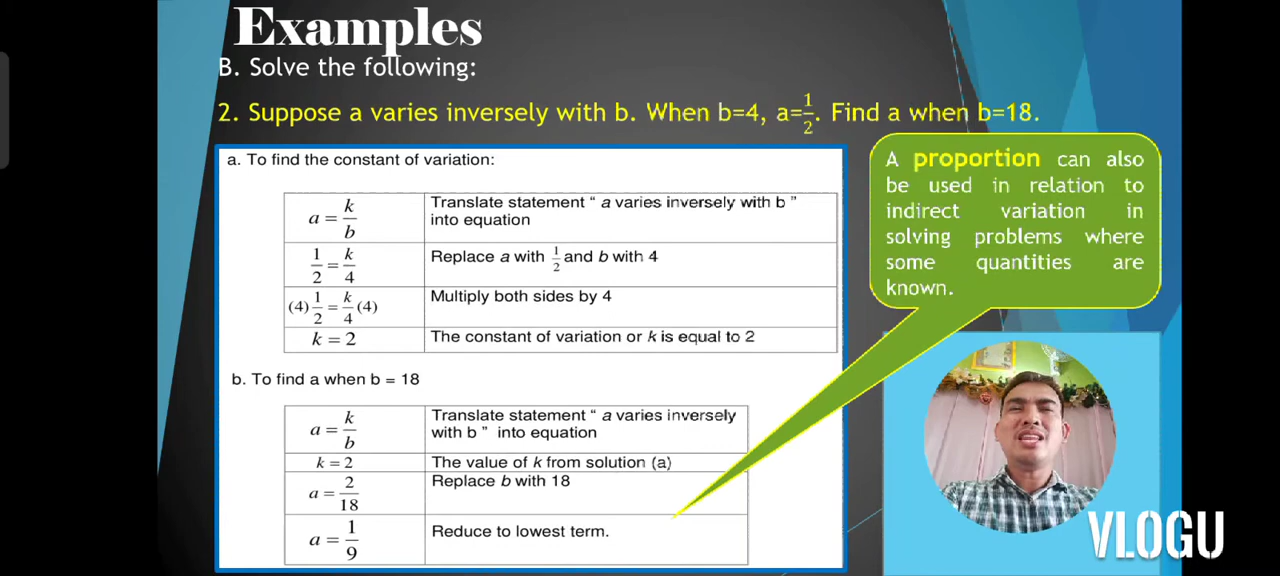 Examples
B. Solve the following:
2. Suppose a varies inversely with b. When b=4, a=1/2. Find a when b=18.
a. To find the constant of variation:
a = k/b
Translate statement “ a varies inversely with b ”
into equation
1/2 = k/4
Replace a with 1/2 and b with 4
(4) 1/2 = k/4 (4)
Multiply both sides by 4
k = 2
The constant of variation or k is equal to 2
b. To find a when b = 18
a = k/b
Translate statement “ a varies inversely
with b ” into equation
k = 2
The value of k from solution (a)
a = 2/18
Replace b with 18
a = 1/9
Reduce to lowest term.
A proportion can also
be used in relation to
indirect variation in
solving problems where
some quantities are
known.
VLOGU